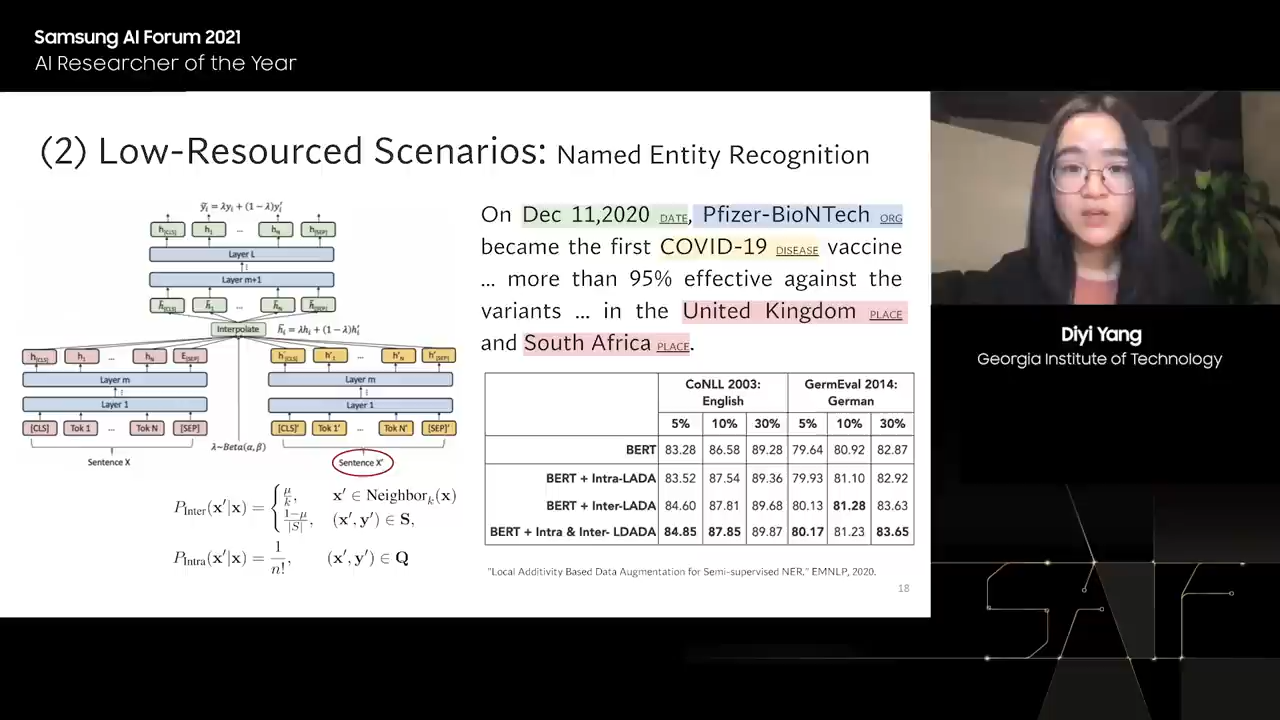 Samsung AI Forum 2021
AI Researcher of the Year
(2) Low-Resourced Scenarios: Named Entity Recognition
ỹᵢ = λyᵢ + (1 − λ)y′ᵢ
h[CLS] h₁ ... h_N h[SEP]
Layer L
⋮
Layer m+1
h̃[CLS] h̃₁ ... h̃_N h̃[SEP]
Interpolate h̃ᵢ = λhᵢ + (1 − λ)h′ᵢ
h[CLS] h₁ ... h_N E[SEP]
Layer m
⋮
Layer 1
[CLS] Tok 1 ... Tok N [SEP]
Sentence X
h′[CLS] h′₁ ... h′_N h′[SEP]
Layer m
⋮
Layer 1
[CLS]′ Tok 1′ ... Tok N′ [SEP]′
Sentence X′
λ~Beta(α, β)
P_Inter(x′|x) = { μ/k, x′ ∈ Neighbor_k(x)
(1−μ)/|S|, (x′, y′) ∈ S,
P_Intra(x′|x) = 1/n!, (x′, y′) ∈ Q
On Dec 11,2020 DATE, Pfizer-BioNTech ORG
became the first COVID-19 DISEASE vaccine
... more than 95% effective against the
variants ... in the United Kingdom PLACE
and South Africa PLACE.
CoNLL 2003: English GermEval 2014: German
5% 10% 30% 5% 10% 30%
BERT 83.28 86.58 89.28 79.64 80.92 82.87
BERT + Intra-LADA 83.52 87.54 89.36 79.93 81.10 82.92
BERT + Inter-LADA 84.60 87.81 89.68 80.13 81.28 83.63
BERT + Intra & Inter- LDADA 84.85 87.85 89.87 80.17 81.23 83.65
"Local Additivity Based Data Augmentation for Semi-supervised NER." EMNLP, 2020.
18
Diyi Yang
Georgia Institute of Technology
SAIF